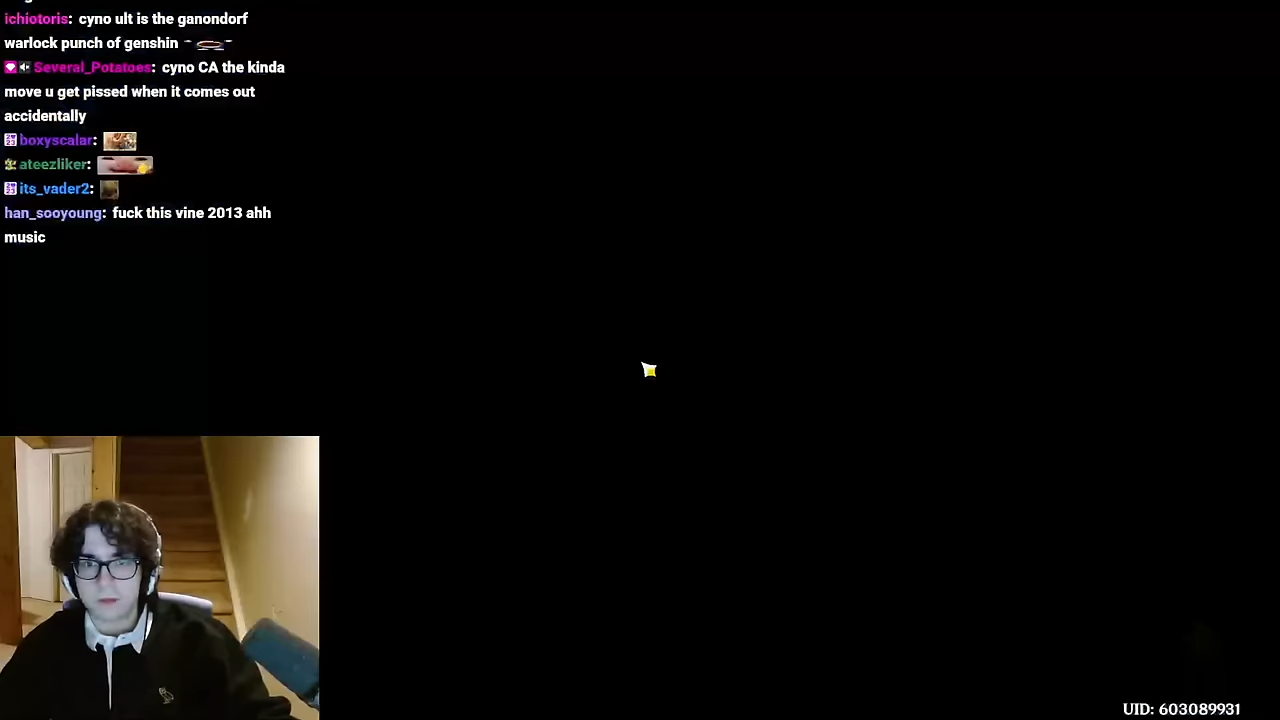 ichiotoris: cyno ult is the ganondorf
warlock punch of genshin
Several_Potatoes: cyno CA the kinda
move u get pissed when it comes out
accidentally
boxyscalar:
ateezliker:
its_vader2:
han_sooyoung: fuck this vine 2013 ahh
music
UID: 603089931